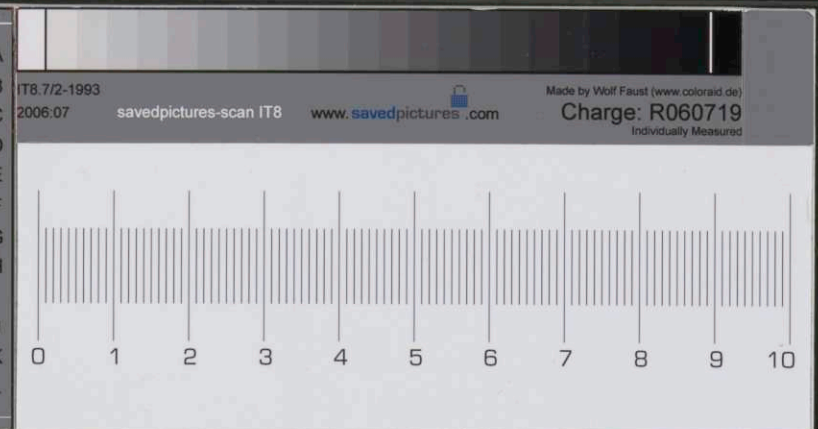 IT8.7/2-1993
2006:07
savedpictures-scan IT8
www.savedpictures.com
Made by Wolf Faust (www.coloraid.de)
Charge: R060719
Individually Measured
0 1 2 3 4 5 6 7 8 9 10